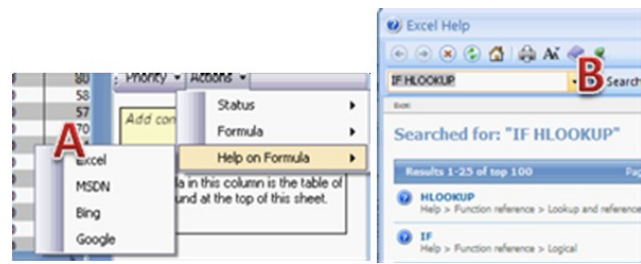 80
58
57
70
Priority Actions
Add con
Status
Formula
Help on Formula
A
Excel
MSDN
Bing
Google
la in this column is the table of
und at the top of this sheet.
Excel Help
IF HLOOKUP
B
Search
Excel
Searched for: "IF HLOOKUP"
Results 1-25 of top 100 Pag
HLOOKUP
Help > Function reference > Lookup and reference
IF
Help > Function reference > Logical